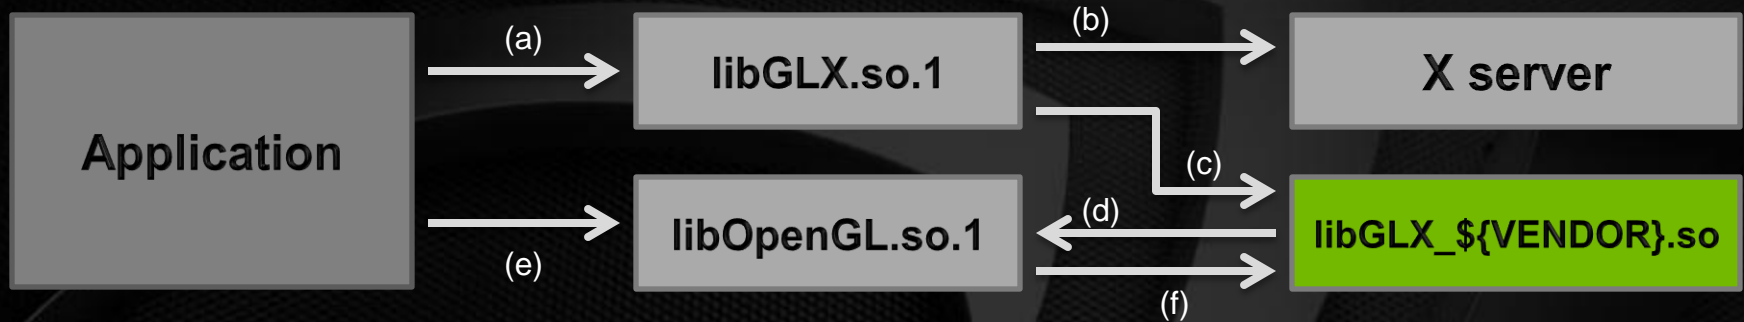 (a)
(b)
libGLX.so.1
X server
Application
(c)
(d)
libOpenGL.so.1
libGLX_${VENDOR}.so
(e)
(f)